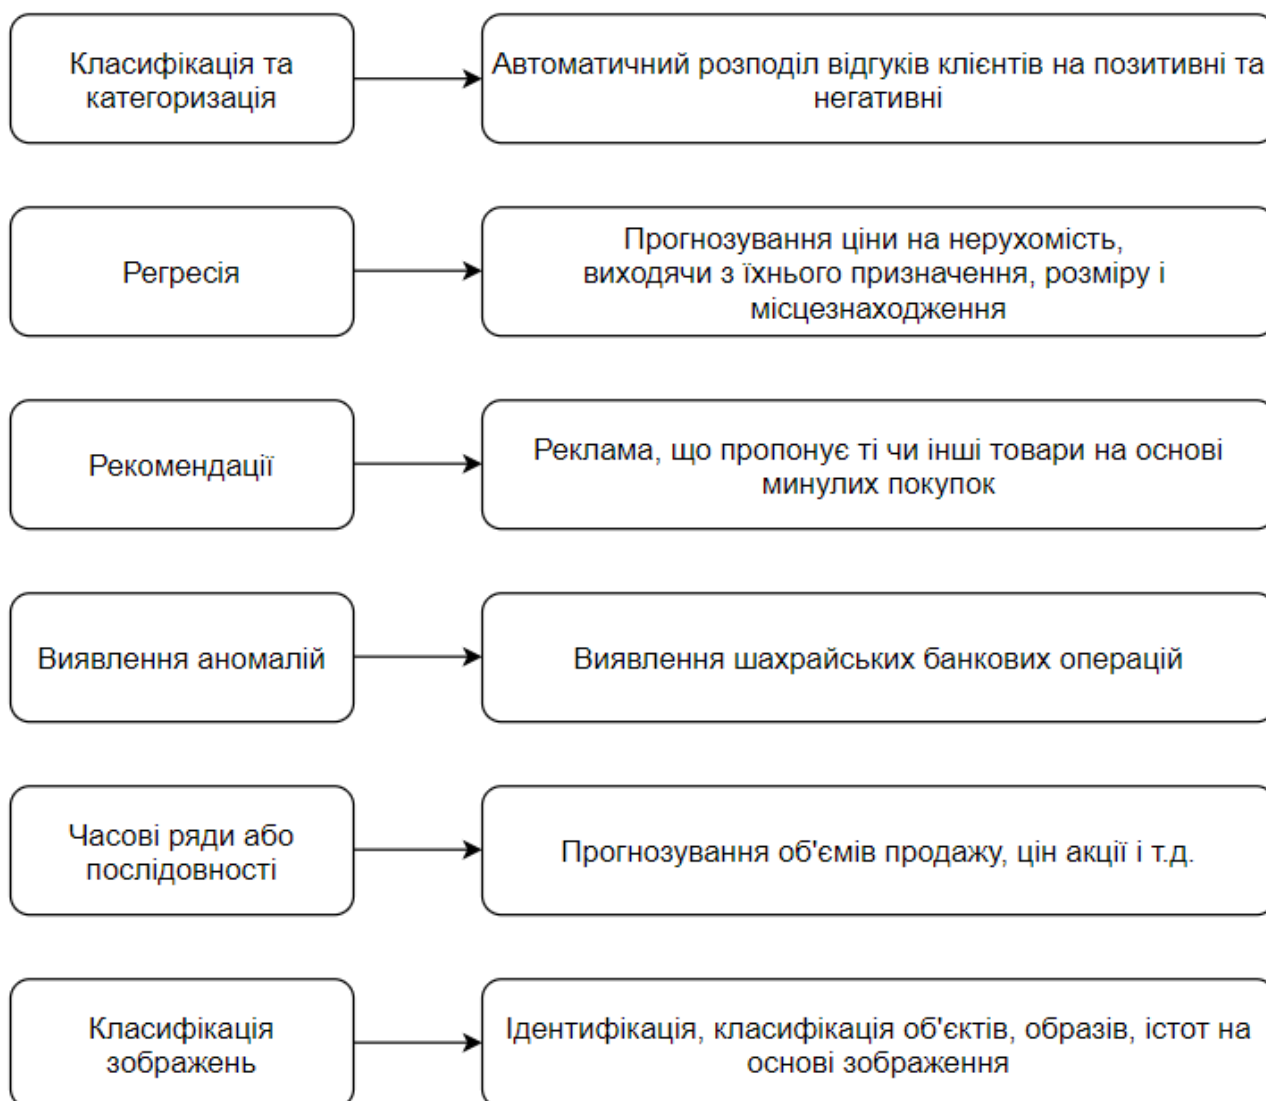 Класифікація та
категоризація
Автоматичний розподіл відгуків клієнтів на позитивні та
негативні
Регресія
Прогнозування ціни на нерухомість,
виходячи з їхнього призначення, розміру і
місцезнаходження
Рекомендації
Реклама, що пропонує ті чи інші товари на основі
минулих покупок
Виявлення аномалій
Виявлення шахрайських банкових операцій
Часові ряди або
послідовності
Прогнозування об'ємів продажу, цін акції і т.д.
Класифікація
зображень
Ідентифікація, класифікація об'єктів, образів, істот на
основі зображення